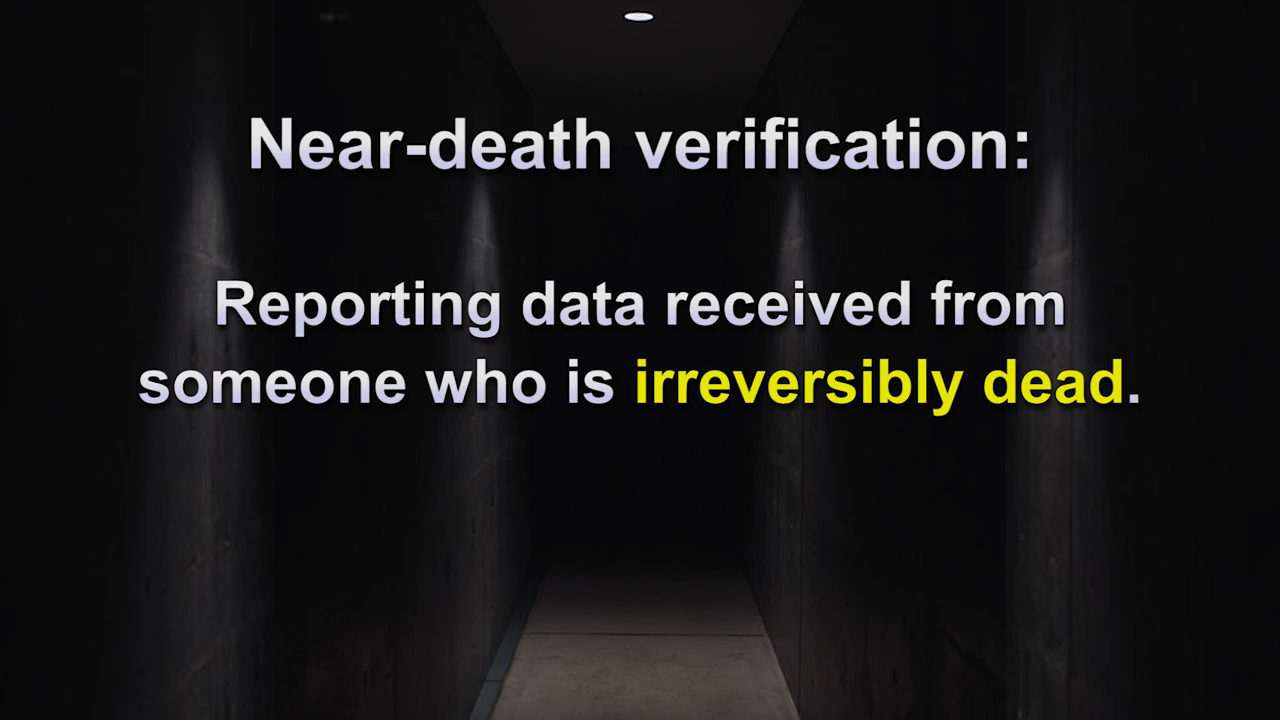 Near-death verification:
Reporting data received from
someone who is irreversibly dead.